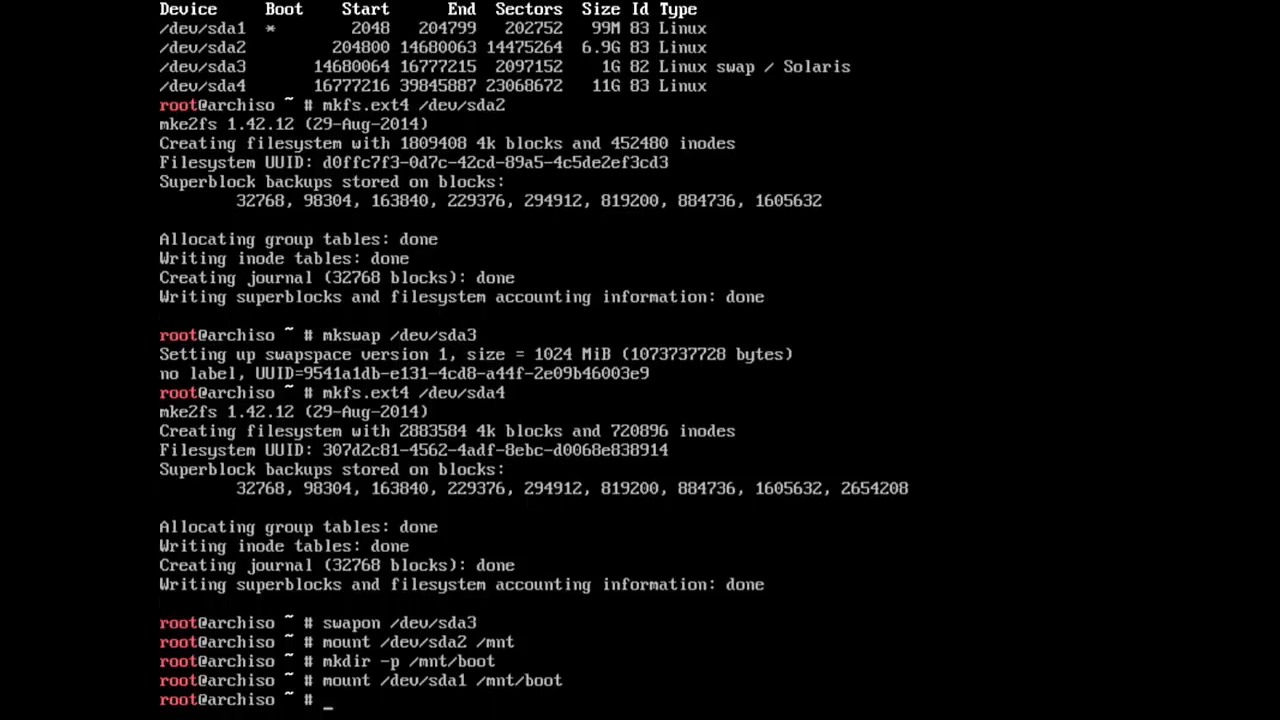 Device     Boot    Start      End  Sectors  Size Id Type
/dev/sda1  *        2048   204799   202752   99M 83 Linux
/dev/sda2         204800 14680063 14475264  6.9G 83 Linux
/dev/sda3       14680064 16777215  2097152    1G 82 Linux swap / Solaris
/dev/sda4       16777216 39845887 23068672   11G 83 Linux
root@archiso ~ # mkfs.ext4 /dev/sda2
mke2fs 1.42.12 (29-Aug-2014)
Creating filesystem with 1809408 4k blocks and 452480 inodes
Filesystem UUID: d0ffc7f3-0d7c-42cd-89a5-4c5de2ef3cd3
Superblock backups stored on blocks:
        32768, 98304, 163840, 229376, 294912, 819200, 884736, 1605632

Allocating group tables: done
Writing inode tables: done
Creating journal (32768 blocks): done
Writing superblocks and filesystem accounting information: done

root@archiso ~ # mkswap /dev/sda3
Setting up swapspace version 1, size = 1024 MiB (1073737728 bytes)
no label, UUID=9541a1db-e131-4cd8-a44f-2e09b46003e9
root@archiso ~ # mkfs.ext4 /dev/sda4
mke2fs 1.42.12 (29-Aug-2014)
Creating filesystem with 2883584 4k blocks and 720896 inodes
Filesystem UUID: 307d2c81-4562-4adf-8ebc-d0068e838914
Superblock backups stored on blocks:
        32768, 98304, 163840, 229376, 294912, 819200, 884736, 1605632, 2654208

Allocating group tables: done
Writing inode tables: done
Creating journal (32768 blocks): done
Writing superblocks and filesystem accounting information: done

root@archiso ~ # swapon /dev/sda3
root@archiso ~ # mount /dev/sda2 /mnt
root@archiso ~ # mkdir -p /mnt/boot
root@archiso ~ # mount /dev/sda1 /mnt/boot
root@archiso ~ # _